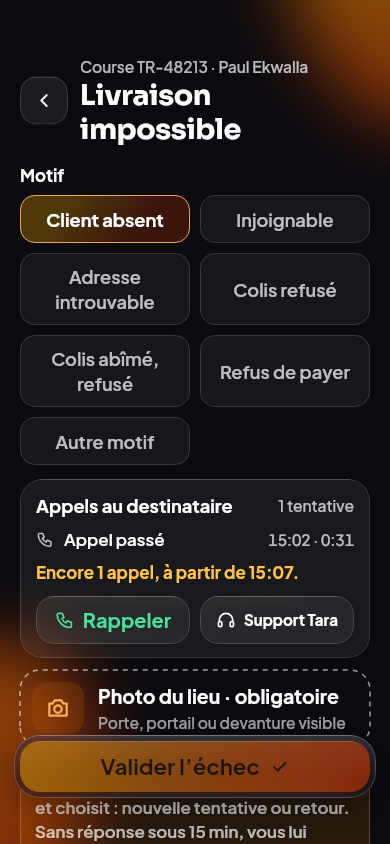 Course TR-48213 · Paul Ekwalla
Livraison
impossible
Motif
Client absent
Injoignable
Adresse
introuvable
Colis refusé
Colis abîmé,
refusé
Refus de payer
Autre motif
Appels au destinataire
1 tentative
Appel passé
15:02 · 0:31
Encore 1 appel, à partir de 15:07.
Rappeler
Support Tara
Photo du lieu · obligatoire
Porte, portail ou devanture visible
Valider l’échec
et choisit : nouvelle tentative ou retour.
Sans réponse sous 15 min, vous lui